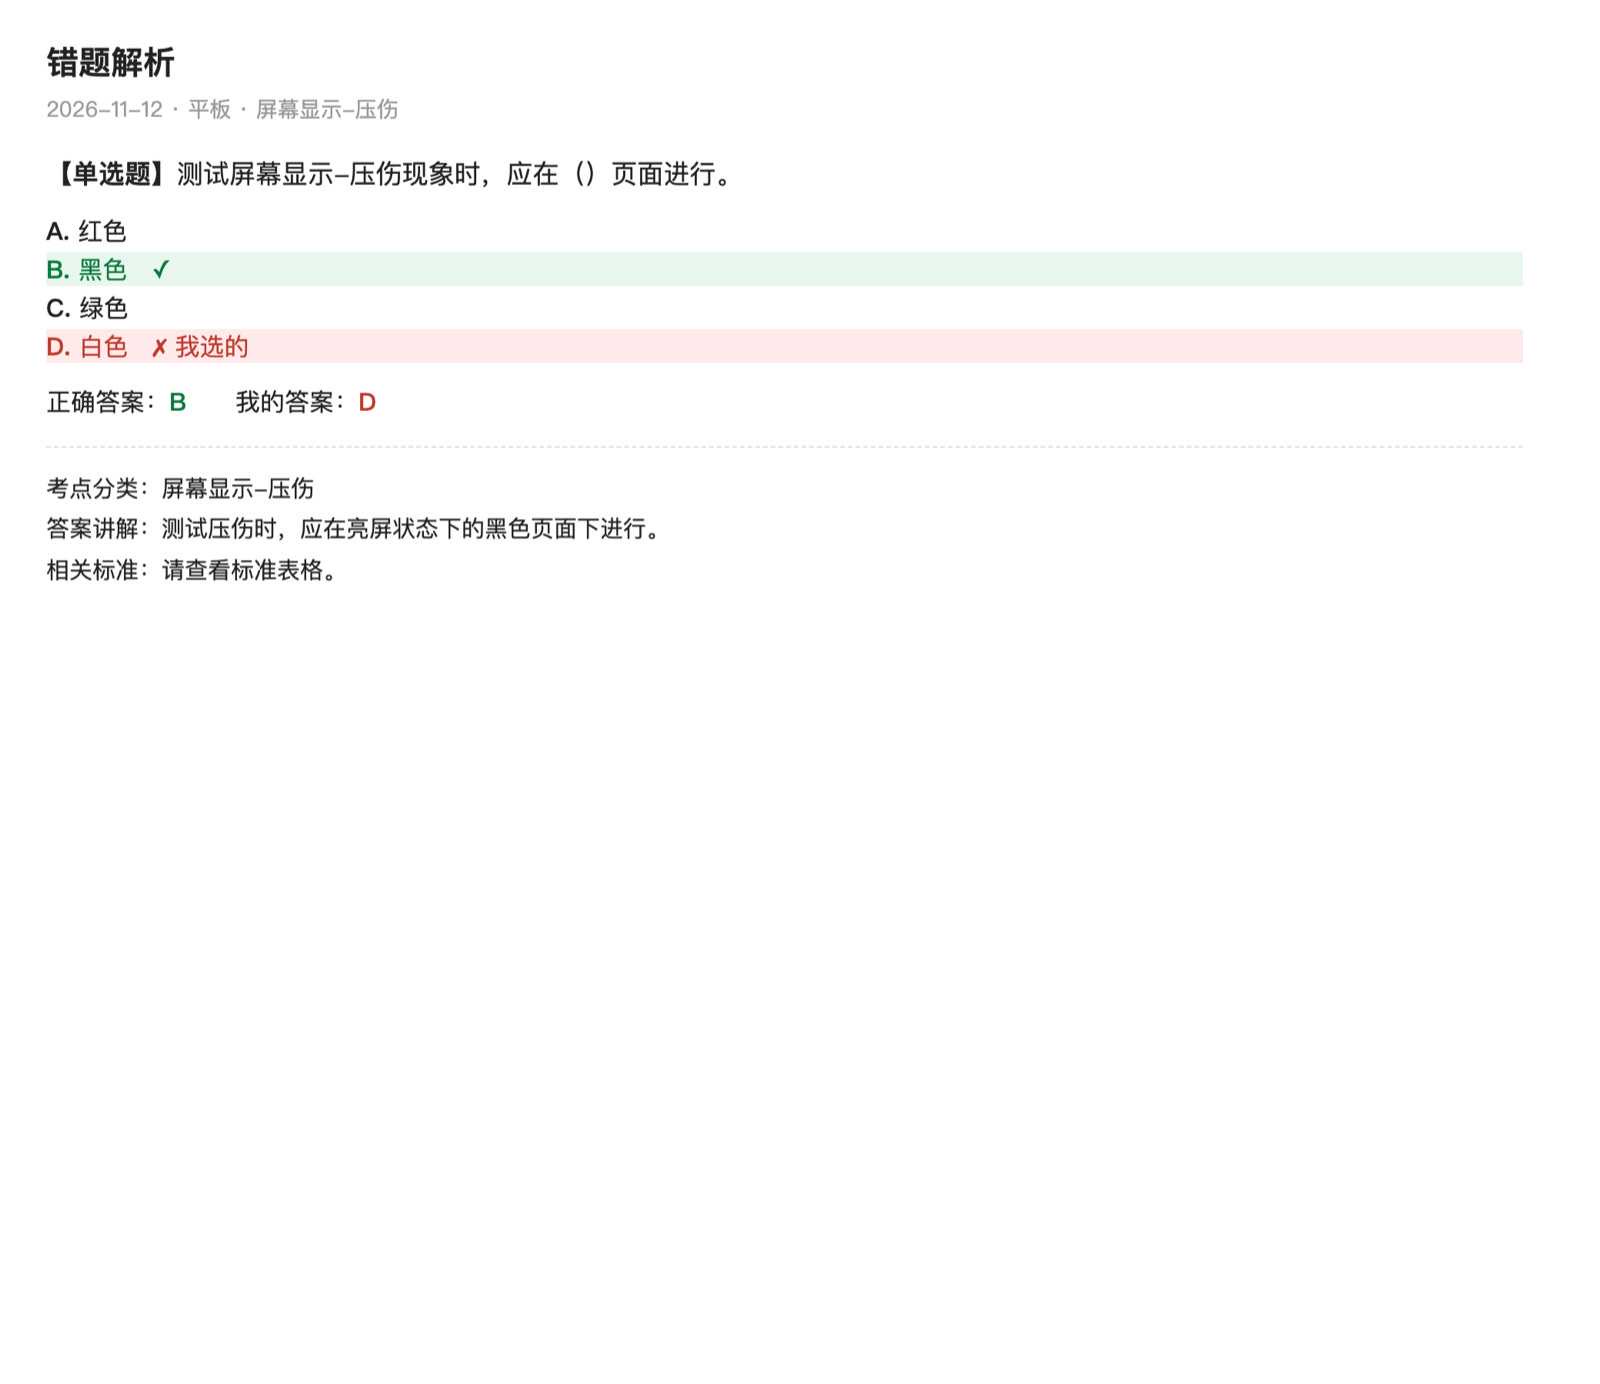 错题解析
2026-11-12 · 平板 · 屏幕显示-压伤
【单选题】测试屏幕显示-压伤现象时，应在（）页面进行。
A. 红色
B. 黑色 ✓
C. 绿色
D. 白色 ✗ 我选的
正确答案：B 我的答案：D
考点分类：屏幕显示-压伤
答案讲解：测试压伤时，应在亮屏状态下的黑色页面下进行。
相关标准：请查看标准表格。